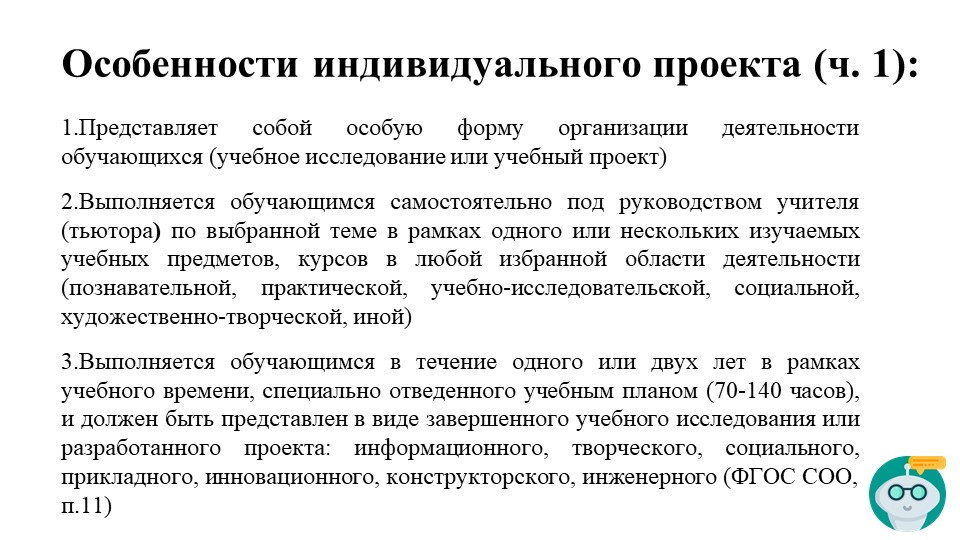 Особенности индивидуального проекта (ч. 1):
1.Представляет собой особую форму организации деятельности
обучающихся (учебное исследование или учебный проект)
2.Выполняется обучающимся самостоятельно под руководством учителя
(тьютора) по выбранной теме в рамках одного или нескольких изучаемых
учебных предметов, курсов в любой избранной области деятельности
(познавательной, практической, учебно-исследовательской, социальной,
художественно-творческой, иной)
3.Выполняется обучающимся в течение одного или двух лет в рамках
учебного времени, специально отведенного учебным планом (70-140 часов),
и должен быть представлен в виде завершенного учебного исследования или
разработанного проекта: информационного, творческого, социального,
прикладного, инновационного, конструкторского, инженерного (ФГОС СОО,
п.11)